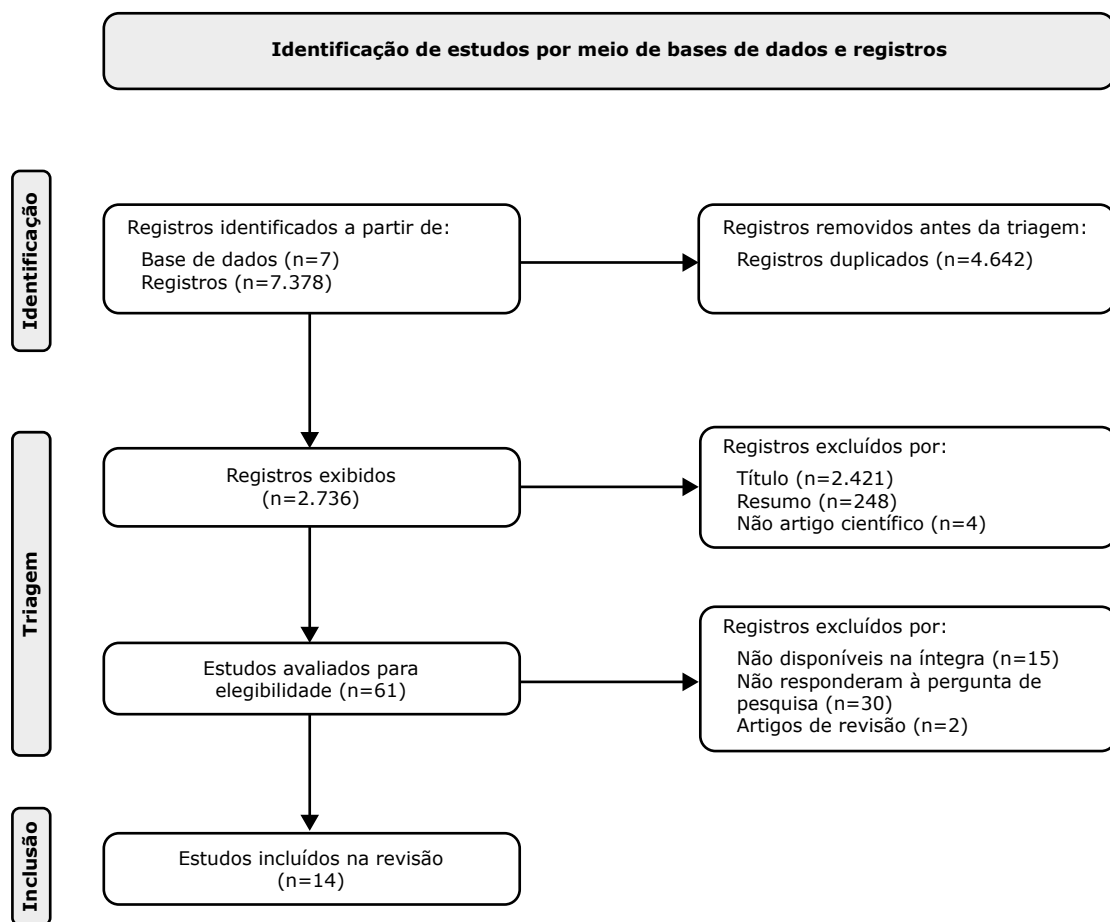 Identificação de estudos por meio de bases de dados e registros
Identificação
Registros identificados a partir de:
Base de dados (n=7)
Registros (n=7.378)
Registros removidos antes da triagem:
Registros duplicados (n=4.642)
Triagem
Registros exibidos
(n=2.736)
Registros excluídos por:
Título (n=2.421)
Resumo (n=248)
Não artigo científico (n=4)
Estudos avaliados para
elegibilidade (n=61)
Registros excluídos por:
Não disponíveis na íntegra (n=15)
Não responderam à pergunta de
pesquisa (n=30)
Artigos de revisão (n=2)
Inclusão
Estudos incluídos na revisão
(n=14)